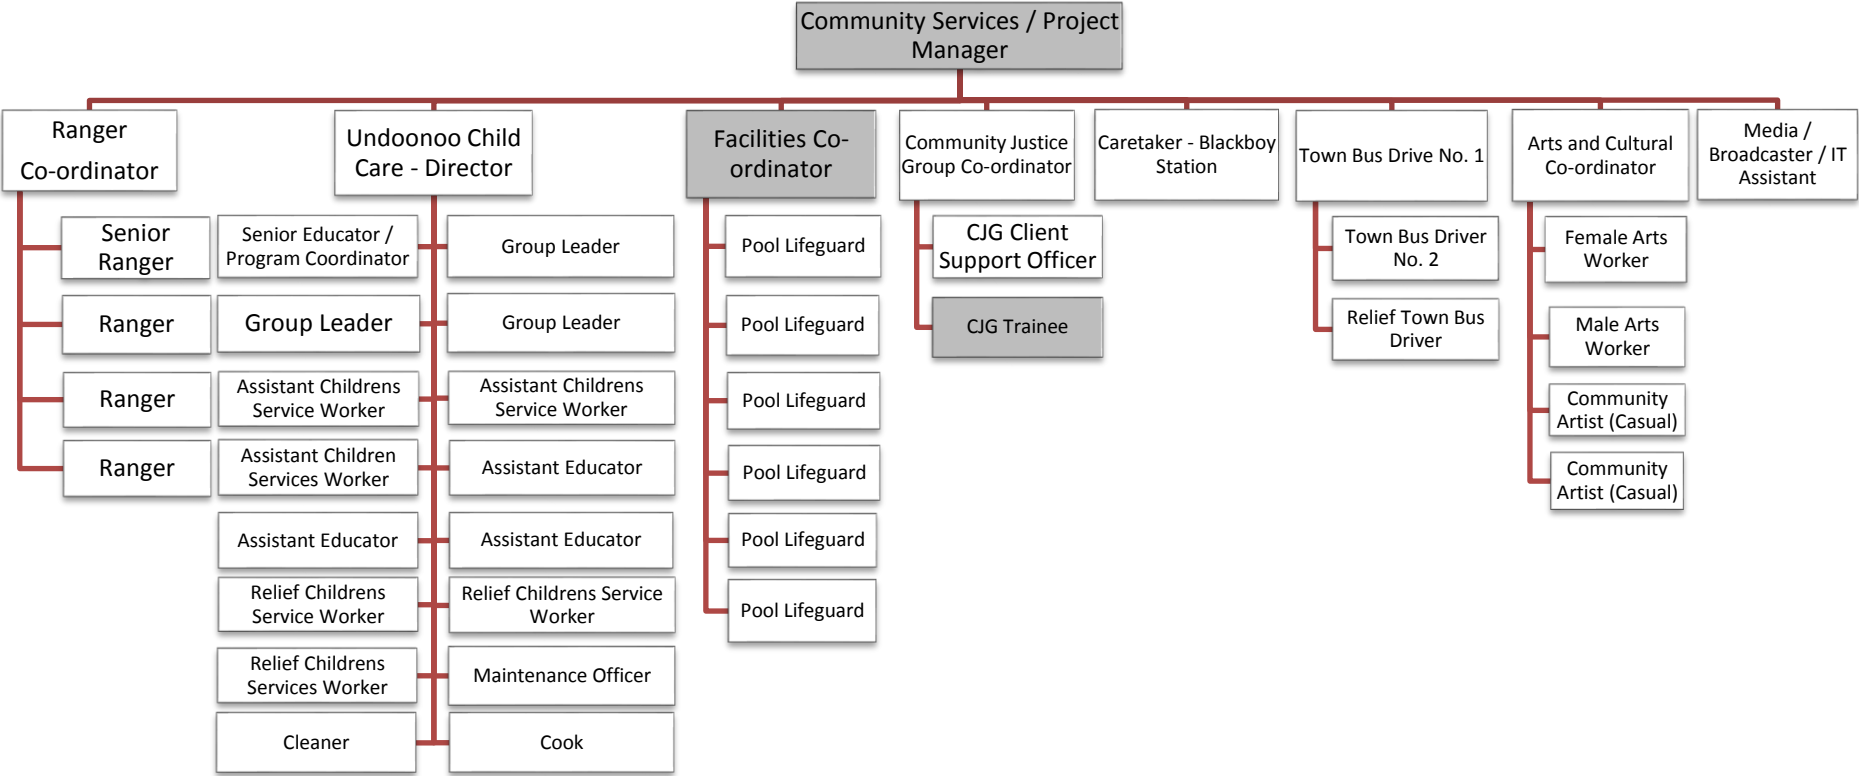 Community Services / Project
Manager
Ranger
Co-ordinator
Senior
Ranger
Ranger
Ranger
Ranger
Undoonoo Child
Care - Director
Senior Educator /
Program Coordinator
Group Leader
Group Leader
Group Leader
Assistant Childrens
Service Worker
Assistant Childrens
Service Worker
Assistant Children
Services Worker
Assistant Educator
Assistant Educator
Assistant Educator
Relief Childrens
Service Worker
Relief Childrens Service
Worker
Relief Childrens
Services Worker
Maintenance Officer
Cleaner
Cook
Facilities Co-
ordinator
Pool Lifeguard
Pool Lifeguard
Pool Lifeguard
Pool Lifeguard
Pool Lifeguard
Pool Lifeguard
Community Justice
Group Co-ordinator
CJG Client
Support Officer
CJG Trainee
Caretaker - Blackboy
Station
Town Bus Drive No. 1
Town Bus Driver
No. 2
Relief Town Bus
Driver
Arts and Cultural
Co-ordinator
Female Arts
Worker
Male Arts
Worker
Community
Artist (Casual)
Community
Artist (Casual)
Media /
Broadcaster / IT
Assistant